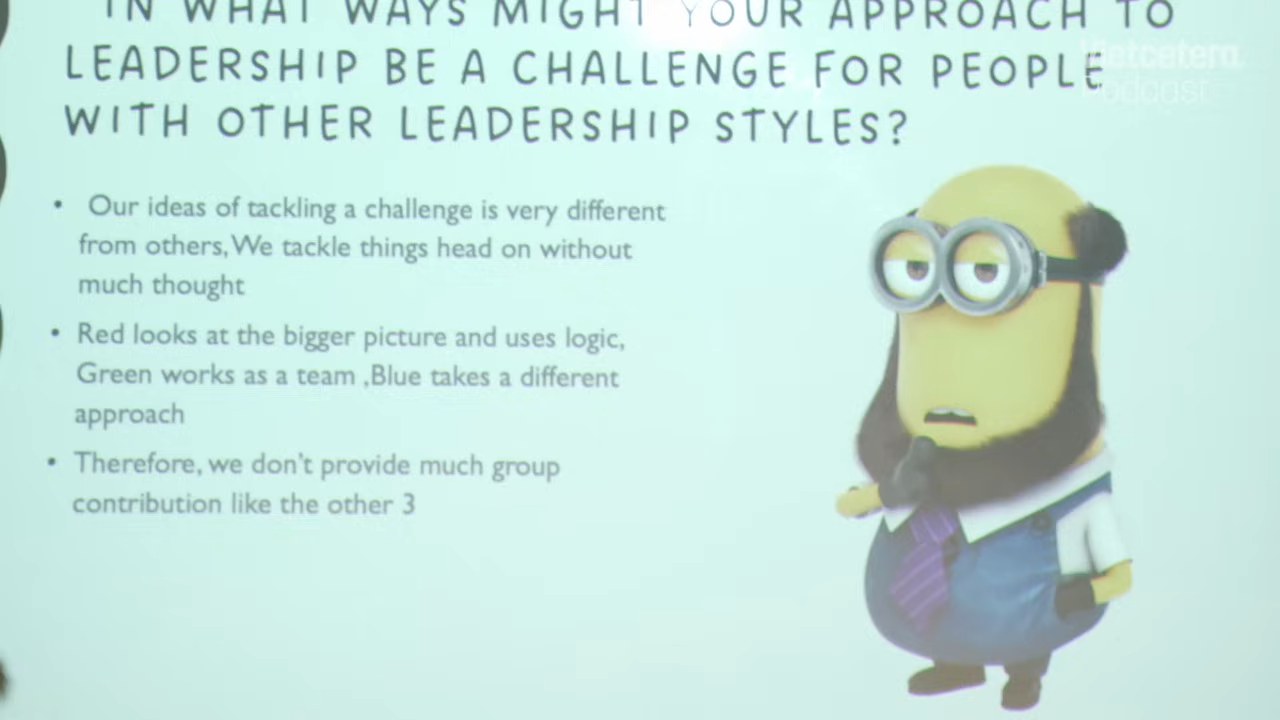 IN WHAT WAYS MIGHT YOUR APPROACH TO
LEADERSHIP BE A CHALLENGE FOR PEOPLE
WITH OTHER LEADERSHIP STYLES?
Vietcetera
Podcast
• Our ideas of tackling a challenge is very different
from others,We tackle things head on without
much thought
• Red looks at the bigger picture and uses logic,
Green works as a team ,Blue takes a different
approach
• Therefore, we don't provide much group
contribution like the other 3